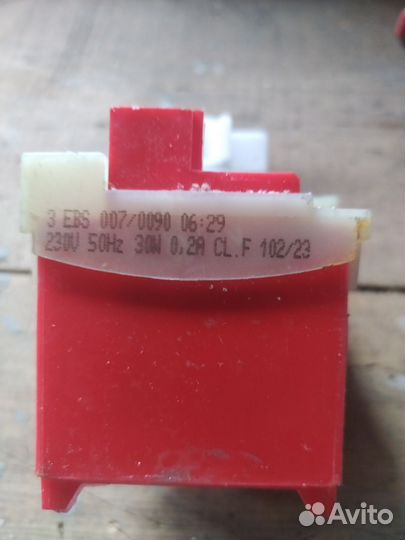 3 EBS 007/0090 06:29
230V 50Hz 30W 0,2A CL.F 102/23
Avito